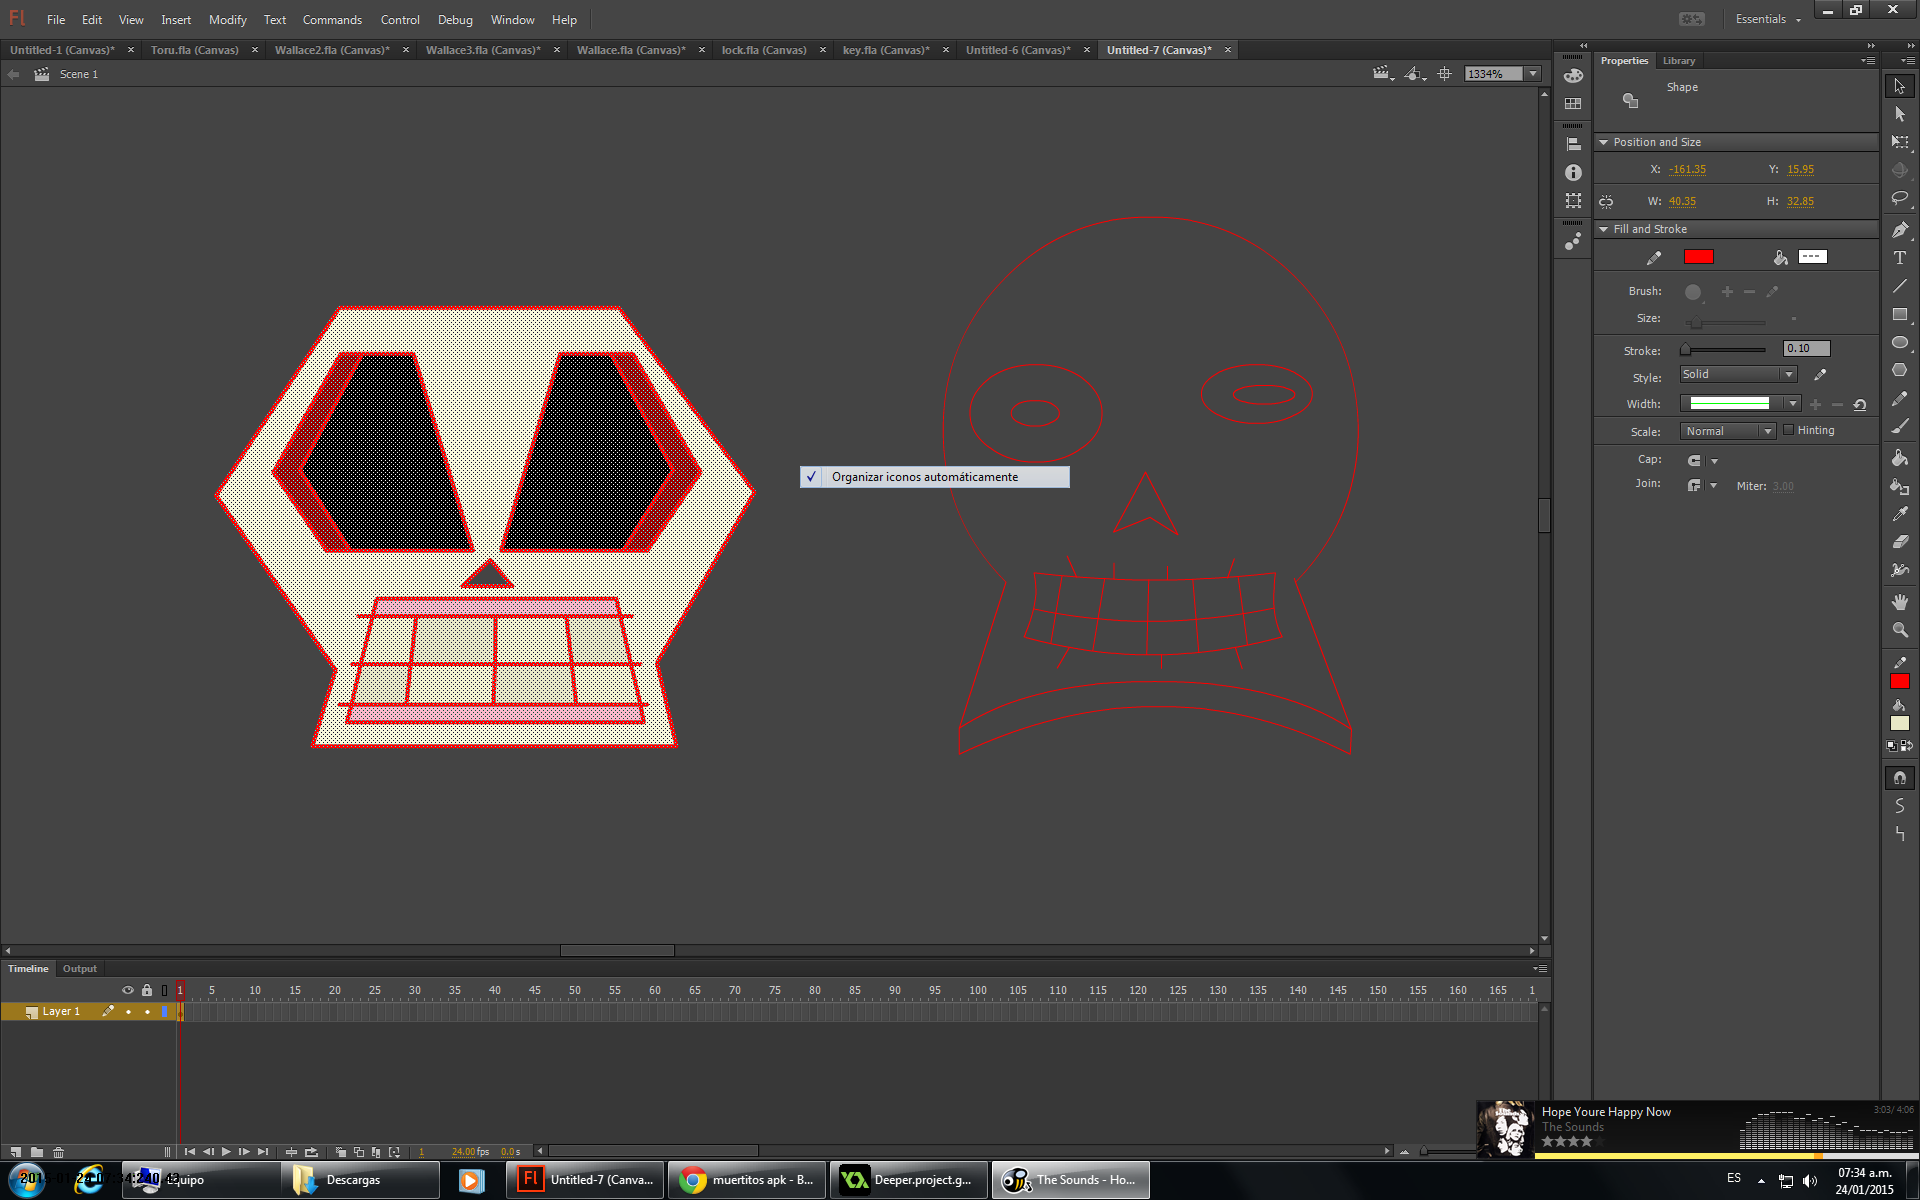 Fl File Edit View Insert Modify Text Commands Control Debug Window Help Essentials
Untitled-1 (Canvas)* Toru.fla (Canvas) Wallace2.fla (Canvas)* Wallace3.fla (Canvas)* Wallace.fla (Canvas)* lock.fla (Canvas) key.fla (Canvas)* Untitled-6 (Canvas)* Untitled-7 (Canvas)*
Scene 1 1334%
Properties Library
Shape
Position and Size
X: -161.35 Y: 15.95
W: 40.35 H: 32.85
Fill and Stroke
Brush:
Size: -
Stroke: 0.10
Style: Solid
Width:
Scale: Normal Hinting
Cap:
Join: Miter: 3.00
✓ Organizar iconos automáticamente
Timeline Output
1 5 10 15 20 25 30 35 40 45 50 55 60 65 70 75 80 85 90 95 100 105 110 115 120 125 130 135 140 145 150 155 160 165 1
Layer 1
1 24.00 fps 0.0 s
Hope Youre Happy Now 3:03/ 4:06
The Sounds
Equipo Descargas Fl Untitled-7 (Canva... muertitos apk - B... Deeper.project.g... The Sounds - Ho... ES 07:34 a.m.
24/01/2015